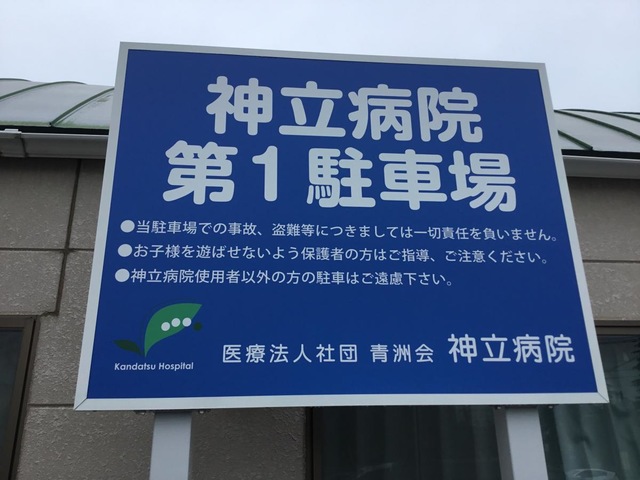 神立病院
第1駐車場
●当駐車場での事故、盗難等につきましては一切責任を負いません。
●お子様を遊ばせないよう保護者の方はご指導、ご注意ください。
●神立病院使用者以外の方の駐車はご遠慮下さい。
Kandatsu Hospital
医療法人社団 青洲会 神立病院